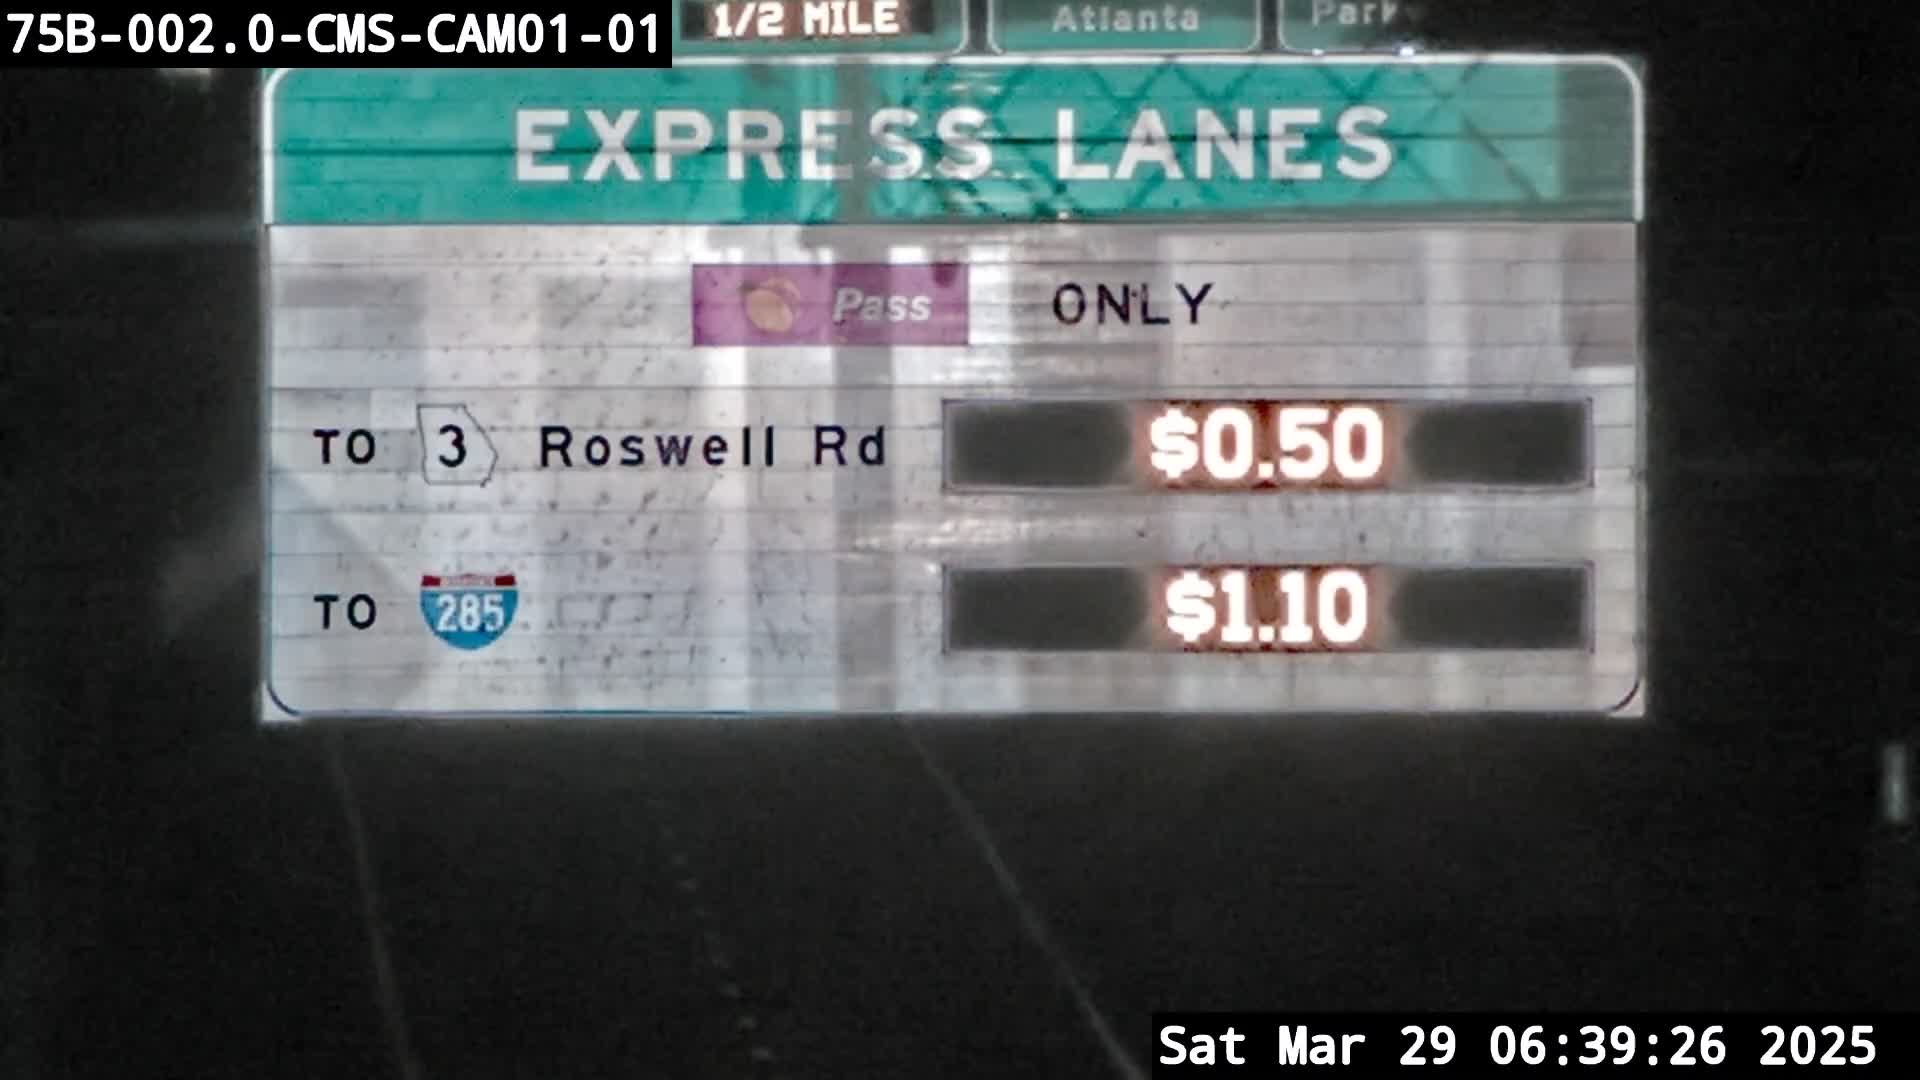 75B-002.0-CMS-CAM01-01
1/2 MILE
Atlanta
Park
EXPRESS LANES
Pass ONLY
TO 3 Roswell Rd $0.50
TO 285 $1.10
Sat Mar 29 06:39:26 2025